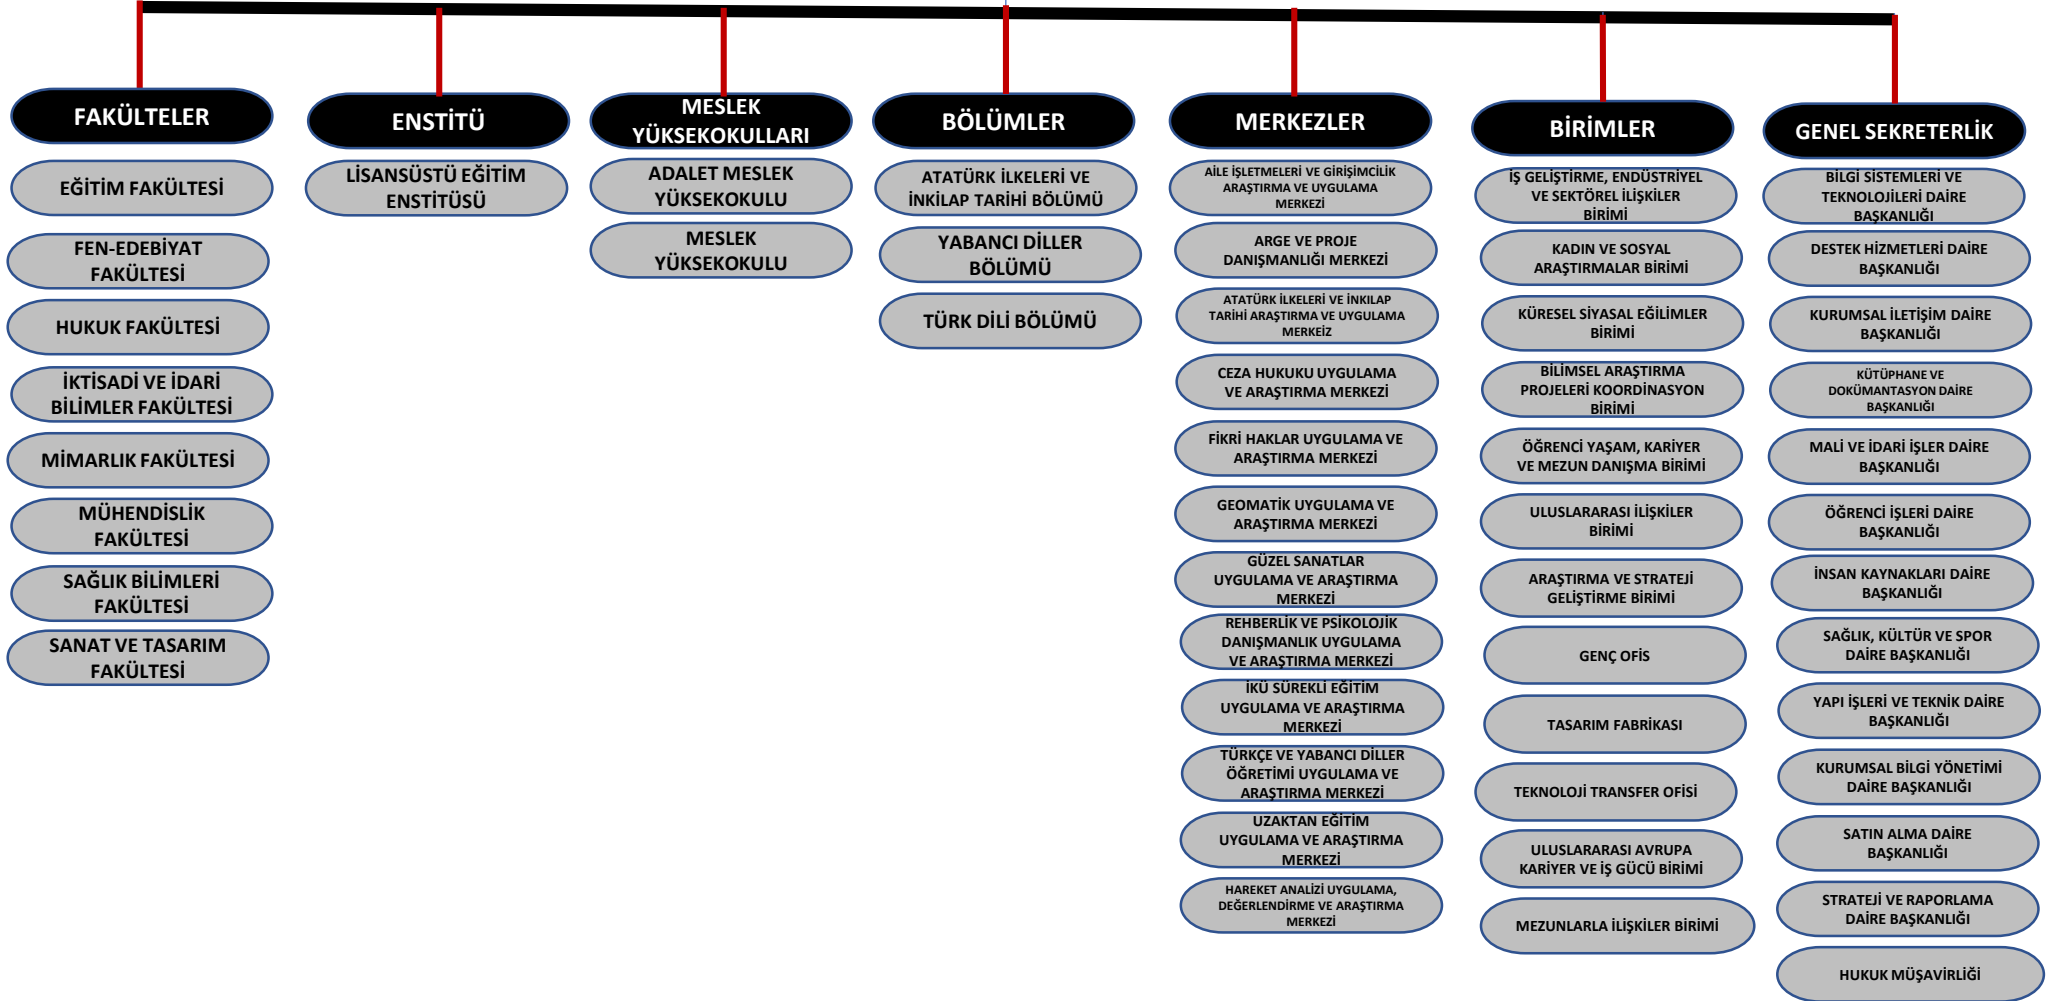 FAKÜLTELER
EĞİTİM FAKÜLTESİ
FEN-EDEBİYAT
FAKÜLTESİ
HUKUK FAKÜLTESİ
İKTİSADİ VE İDARİ
BİLİMLER FAKÜLTESİ
MİMARLIK FAKÜLTESİ
MÜHENDİSLİK
FAKÜLTESİ
SAĞLIK BİLİMLERİ
FAKÜLTESİ
SANAT VE TASARIM
FAKÜLTESİ
ENSTİTÜ
LİSANSÜSTÜ EĞİTİM
ENSTİTÜSÜ
MESLEK
YÜKSEKOKULLARI
ADALET MESLEK
YÜKSEKOKULU
MESLEK
YÜKSEKOKULU
BÖLÜMLER
ATATÜRK İLKELERİ VE
İNKİLAP TARİHİ BÖLÜMÜ
YABANCI DİLLER
BÖLÜMÜ
TÜRK DİLİ BÖLÜMÜ
MERKEZLER
AİLE İŞLETMELERİ VE GİRİŞİMCİLİK
ARAŞTIRMA VE UYGULAMA
MERKEZİ
ARGE VE PROJE
DANIŞMANLIĞI MERKEZİ
ATATÜRK İLKELERİ VE İNKILAP
TARİHİ ARAŞTIRMA VE UYGULAMA
MERKEİZ
CEZA HUKUKU UYGULAMA
VE ARAŞTIRMA MERKEZİ
FİKRİ HAKLAR UYGULAMA VE
ARAŞTIRMA MERKEZİ
GEOMATİK UYGULAMA VE
ARAŞTIRMA MERKEZİ
GÜZEL SANATLAR
UYGULAMA VE ARAŞTIRMA
MERKEZİ
REHBERLİK VE PSİKOLOJİK
DANIŞMANLIK UYGULAMA
VE ARAŞTIRMA MERKEZİ
İKÜ SÜREKLİ EĞİTİM
UYGULAMA VE ARAŞTIRMA
MERKEZİ
TÜRKÇE VE YABANCI DİLLER
ÖĞRETİMİ UYGULAMA VE
ARAŞTIRMA MERKEZİ
UZAKTAN EĞİTİM
UYGULAMA VE ARAŞTIRMA
MERKEZİ
HAREKET ANALİZİ UYGULAMA,
DEĞERLENDİRME VE ARAŞTIRMA
MERKEZİ
BİRİMLER
İŞ GELİŞTİRME, ENDÜSTRİYEL
VE SEKTÖREL İLİŞKİLER
BİRİMİ
KADIN VE SOSYAL
ARAŞTIRMALAR BİRİMİ
KÜRESEL SİYASAL EĞİLİMLER
BİRİMİ
BİLİMSEL ARAŞTIRMA
PROJELERİ KOORDİNASYON
BİRİMİ
ÖĞRENCİ YAŞAM, KARİYER
VE MEZUN DANIŞMA BİRİMİ
ULUSLARARASI İLİŞKİLER
BİRİMİ
ARAŞTIRMA VE STRATEJİ
GELİŞTİRME BİRİMİ
GENÇ OFİS
TASARIM FABRİKASI
TEKNOLOJİ TRANSFER OFİSİ
ULUSLARARASI AVRUPA
KARİYER VE İŞ GÜCÜ BİRİMİ
MEZUNLARLA İLİŞKİLER BİRİMİ
GENEL SEKRETERLİK
BİLGİ SİSTEMLERİ VE
TEKNOLOJİLERİ DAİRE
BAŞKANLIĞI
DESTEK HİZMETLERİ DAİRE
BAŞKANLIĞI
KURUMSAL İLETİŞİM DAİRE
BAŞKANLIĞI
KÜTÜPHANE VE
DOKÜMANTASYON DAİRE
BAŞKANLIĞI
MALİ VE İDARİ İŞLER DAİRE
BAŞKANLIĞI
ÖĞRENCİ İŞLERİ DAİRE
BAŞKANLIĞI
İNSAN KAYNAKLARI DAİRE
BAŞKANLIĞI
SAĞLIK, KÜLTÜR VE SPOR
DAİRE BAŞKANLIĞI
YAPI İŞLERİ VE TEKNİK DAİRE
BAŞKANLIĞI
KURUMSAL BİLGİ YÖNETİMİ
DAİRE BAŞKANLIĞI
SATIN ALMA DAİRE
BAŞKANLIĞI
STRATEJİ VE RAPORLAMA
DAİRE BAŞKANLIĞI
HUKUK MÜŞAVİRLİĞİ